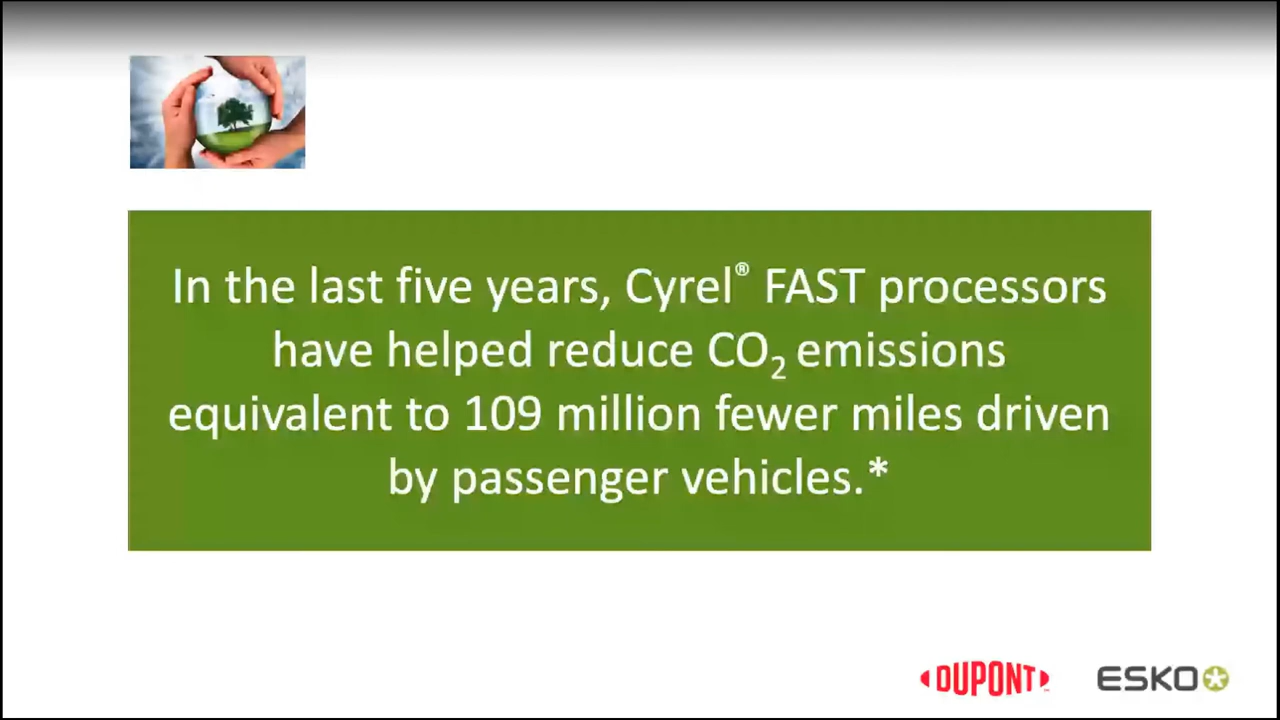 In the last five years, Cyrel® FAST processors
have helped reduce CO₂ emissions
equivalent to 109 million fewer miles driven
by passenger vehicles.*
DUPONT™
ESKO